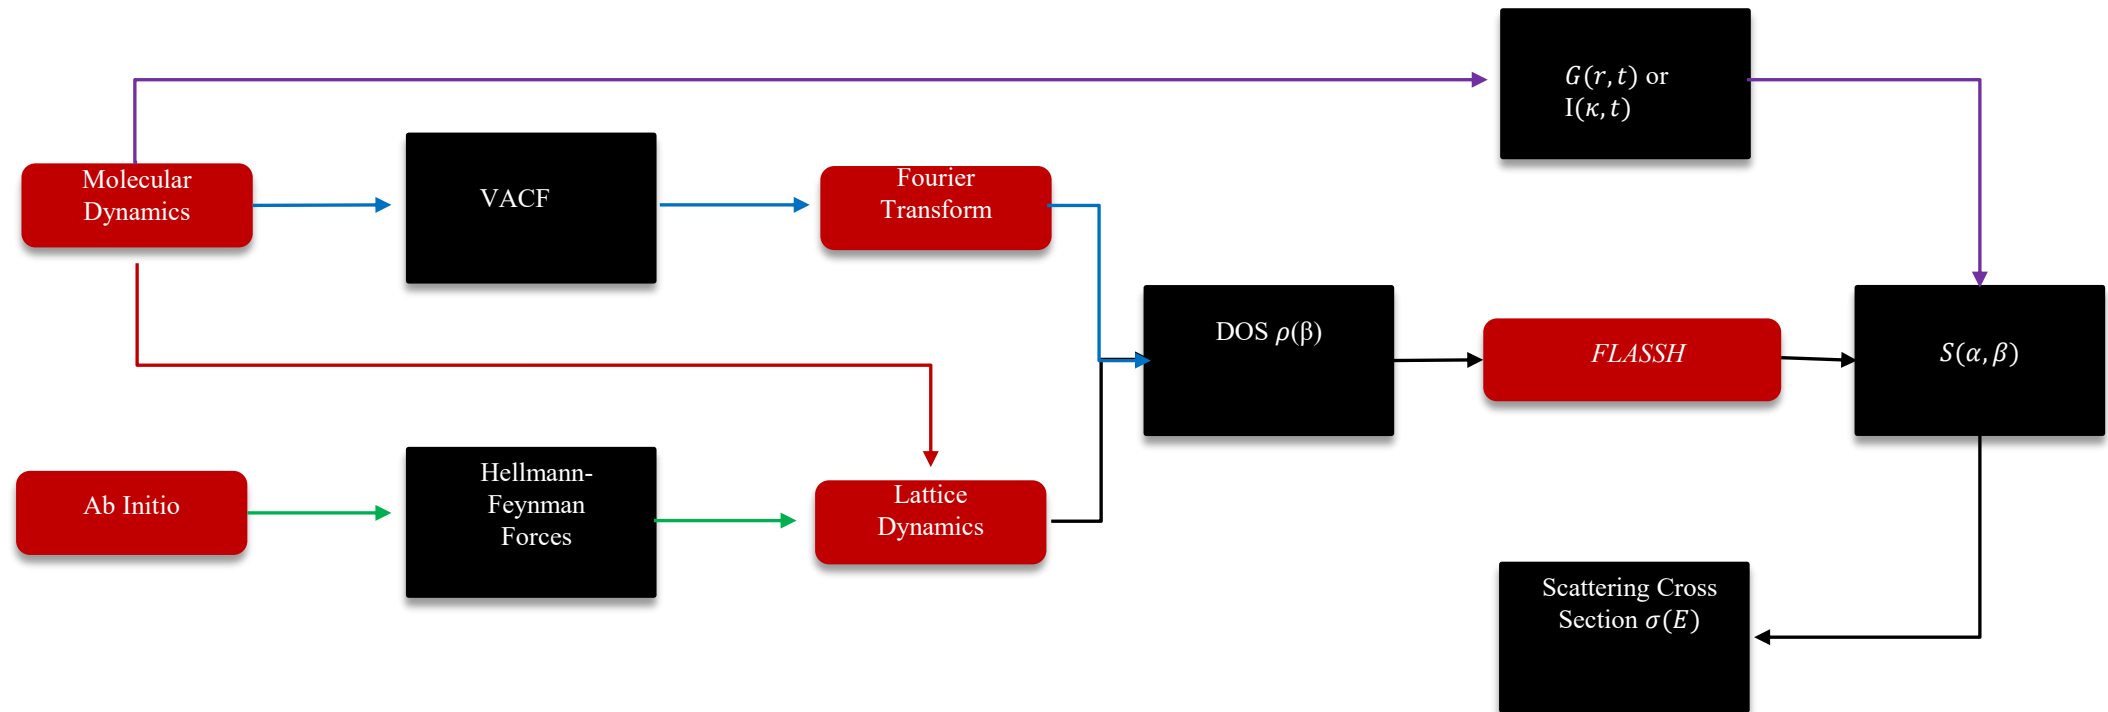 G(r, t) or
I(κ, t)
Molecular
Dynamics
VACF
Fourier
Transform
DOS ρ(β)
FLASSH
S(α, β)
Ab Initio
Hellmann-
Feynman
Forces
Lattice
Dynamics
Scattering Cross
Section σ(E)